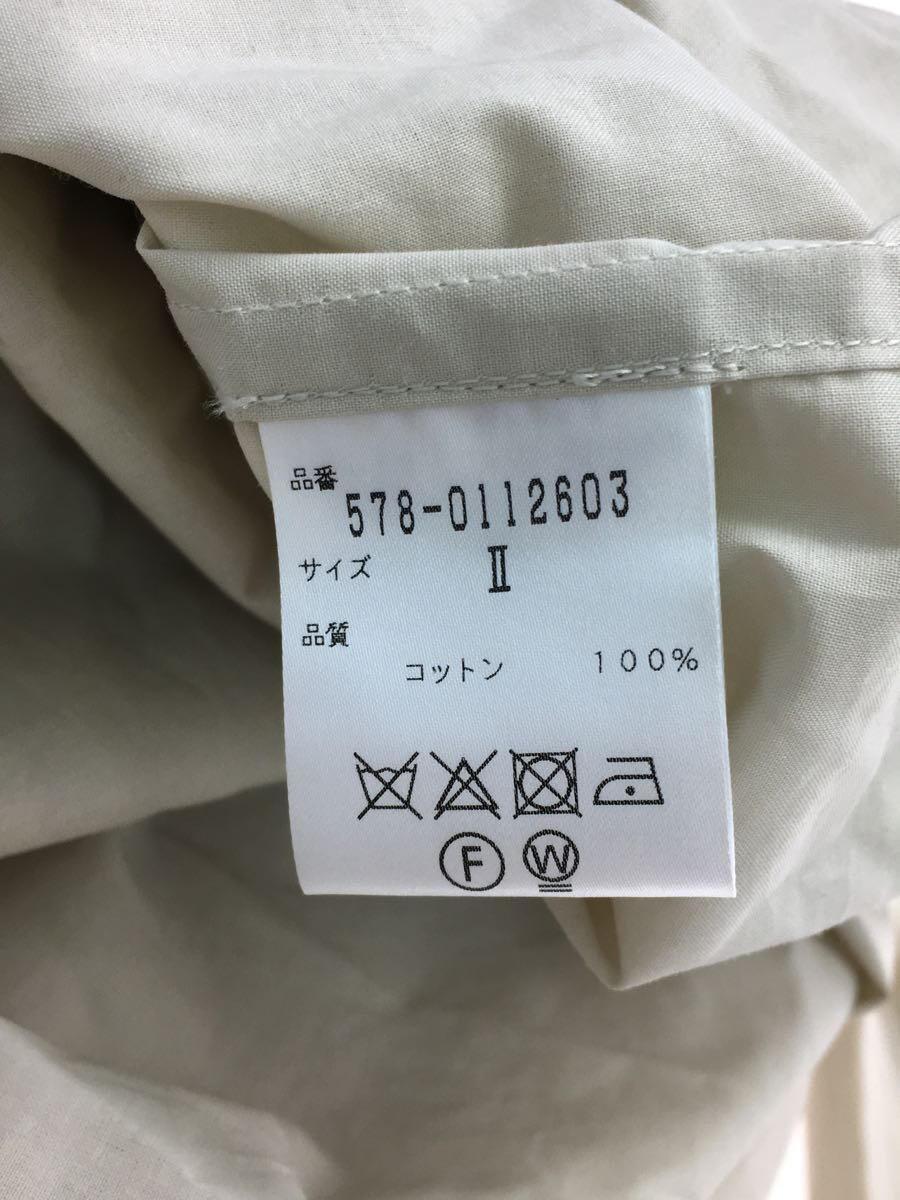 品番
578-0112603
サイズ II
品質
コットン 100%
F W